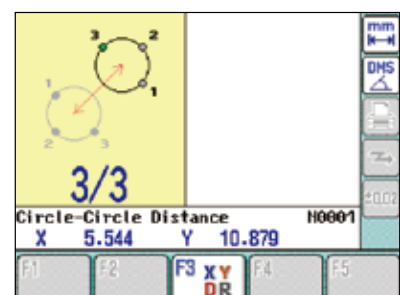 3
2
1
1
2
3
3/3
mm
DMS
±0.02
Circle-Circle Distance N0001
X 5.544 Y 10.879
F1 F2 F3 XY DR F4 F5